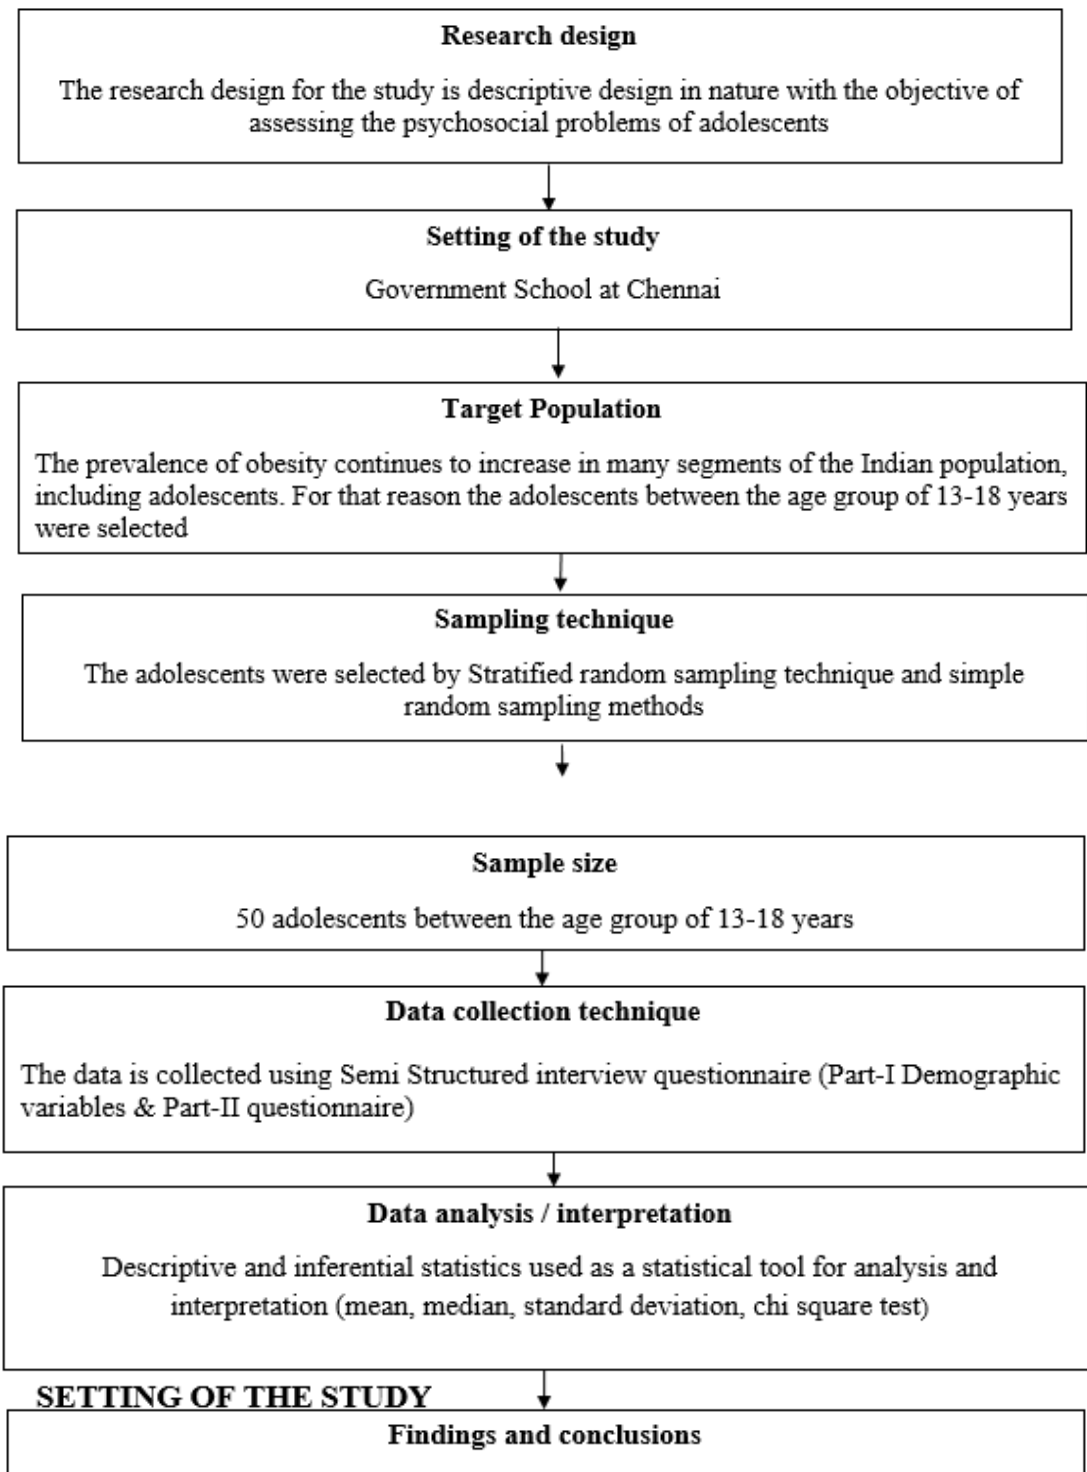 Research design
The research design for the study is descriptive design in nature with the objective of
assessing the psychosocial problems of adolescents
Setting of the study
Government School at Chennai
Target Population
The prevalence of obesity continues to increase in many segments of the Indian population,
including adolescents. For that reason the adolescents between the age group of 13-18 years
were selected
Sampling technique
The adolescents were selected by Stratified random sampling technique and simple
random sampling methods
Sample size
50 adolescents between the age group of 13-18 years
Data collection technique
The data is collected using Semi Structured interview questionnaire (Part-I Demographic
variables & Part-II questionnaire)
Data analysis / interpretation
Descriptive and inferential statistics used as a statistical tool for analysis and
interpretation (mean, median, standard deviation, chi square test)
SETTING OF THE STUDY
Findings and conclusions